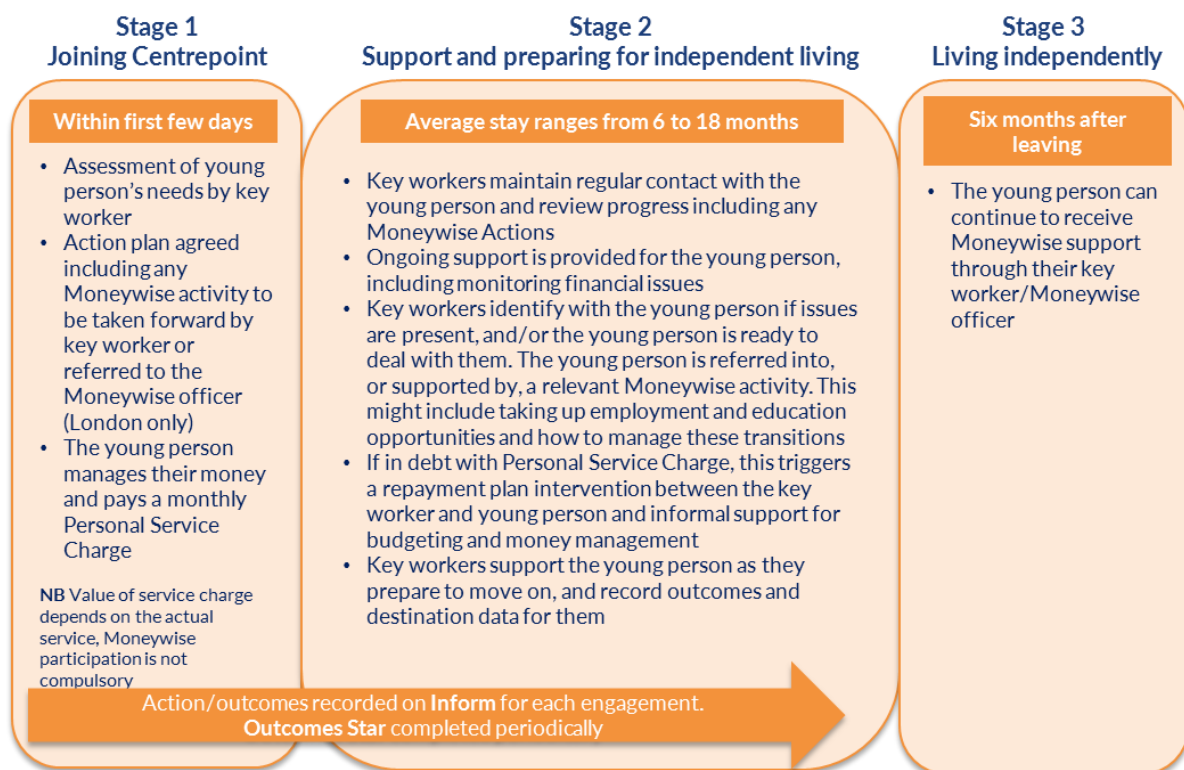 Stage 1
Joining Centrepoint
Within first few days
• Assessment of young
person's needs by key
worker
• Action plan agreed
including any
Moneywise activity to
be taken forward by
key worker or
referred to the
Moneywise officer
(London only)
• The young person
manages their money
and pays a monthly
Personal Service
Charge
NB Value of service charge
depends on the actual
service, Moneywise
participation is not
compulsory
Stage 2
Support and preparing for independent living
Average stay ranges from 6 to 18 months
• Key workers maintain regular contact with the
young person and review progress including any
Moneywise Actions
• Ongoing support is provided for the young person,
including monitoring financial issues
• Key workers identify with the young person if issues
are present, and/or the young person is ready to
deal with them. The young person is referred into,
or supported by, a relevant Moneywise activity. This
might include taking up employment and education
opportunities and how to manage these transitions
• If in debt with Personal Service Charge, this triggers
a repayment plan intervention between the key
worker and young person and informal support for
budgeting and money management
• Key workers support the young person as they
prepare to move on, and record outcomes and
destination data for them
Stage 3
Living independently
Six months after
leaving
• The young person can
continue to receive
Moneywise support
through their key
worker/Moneywise
officer
Action/outcomes recorded on Inform for each engagement.
Outcomes Star completed periodically